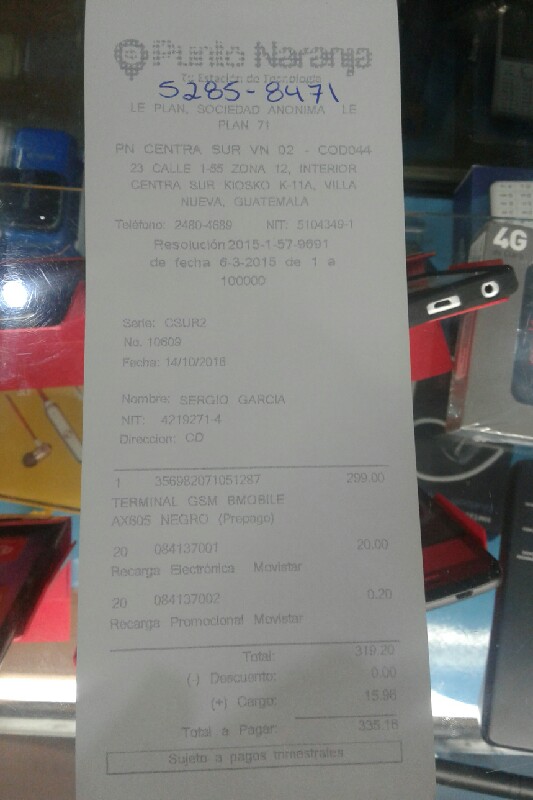 Punto Naranja
Tu Estación de Tecnología
5285-8471
LE PLAN, SOCIEDAD ANONIMA LE
PLAN 71
PN CENTRA SUR VN 02 - COD044
23 CALLE 1-55 ZONA 12, INTERIOR
CENTRA SUR KIOSKO K-11A, VILLA
NUEVA, GUATEMALA
Teléfono: 2480-4689 NIT: 5104349-1
Resolución 2015-1-57-9691
de fecha 6-3-2015 de 1 a
100000
Serie: CSUR2
No. 10609
Fecha: 14/10/2016
Nombre: SERGIO GARCIA
NIT: 4219271-4
Direccion: CD
1 356982071051287 299.00
TERMINAL GSM BMOBILE
AX805 NEGRO (Prepago)
20 084137001 20.00
Recarga Electrónica Movistar
20 084137002 0.20
Recarga Promocional Movistar
Total: 319.20
(-) Descuento: 0.00
(+) Cargo: 15.96
Total a Pagar: 335.16
Sujeto a pagos trimestrales
4G